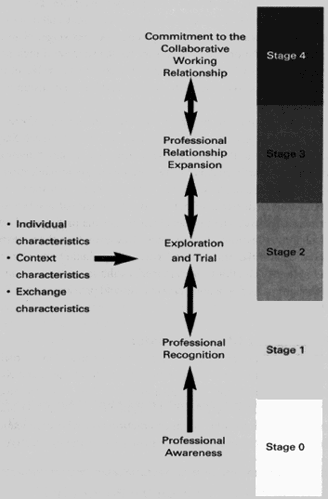 Commitment to the
Collaborative
Working
Relationship
Stage 4
Professional
Relationship
Expansion
Stage 3
• Individual
characteristics
• Context
characteristics
• Exchange
characteristics
Exploration
and Trial
Stage 2
Professional
Recognition
Stage 1
Professional
Awareness
Stage 0